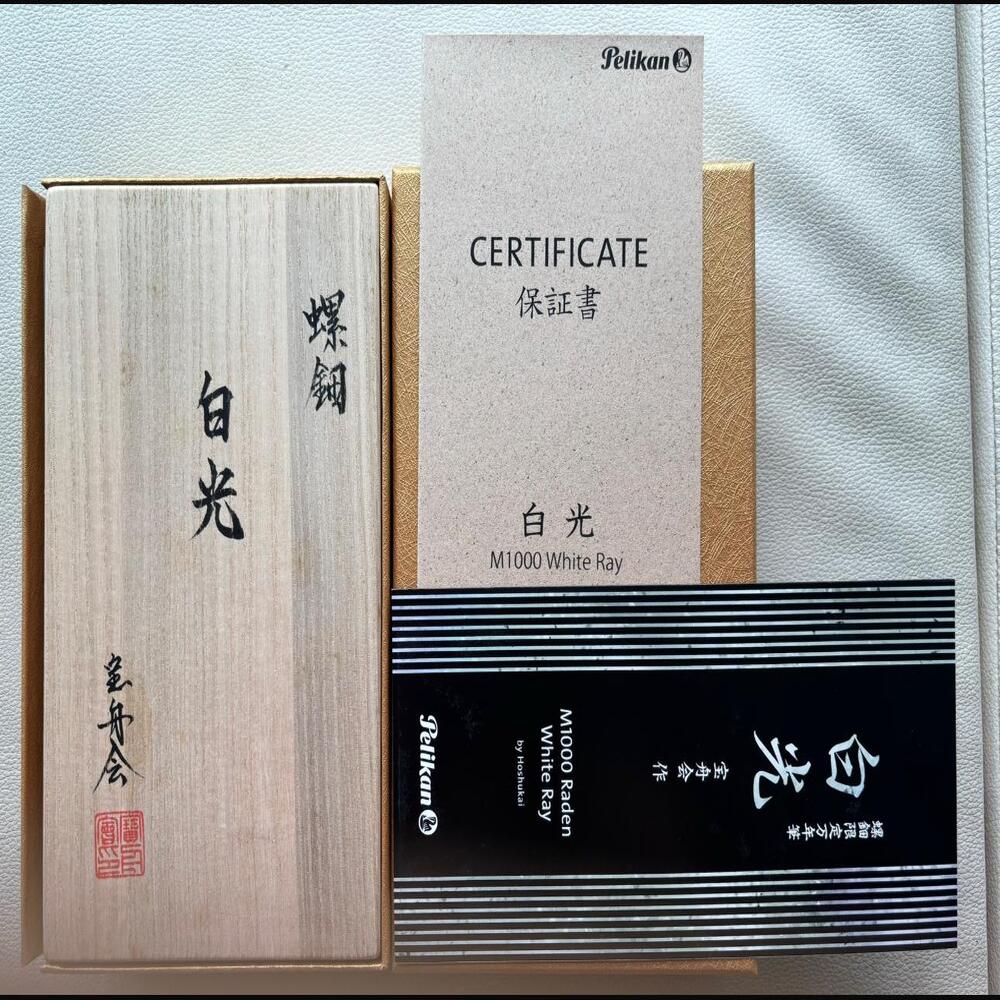 螺鈿
白光
宝舟会
Pelikan
CERTIFICATE
保証書
白光
M1000 White Ray
螺鈿限定万年筆
白光
宝舟会 作
M1000 Raden
White Ray
by Hoshukai
Pelikan